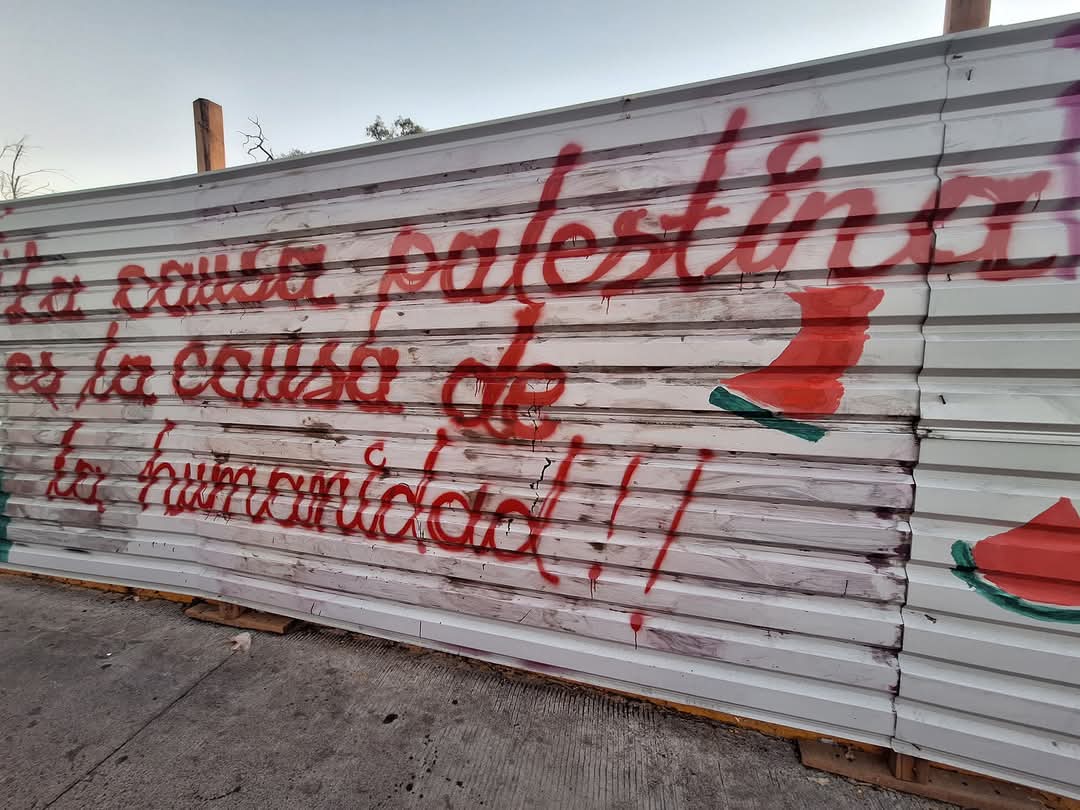 ¡La causa palestina
es la causa de
la humanidad!!